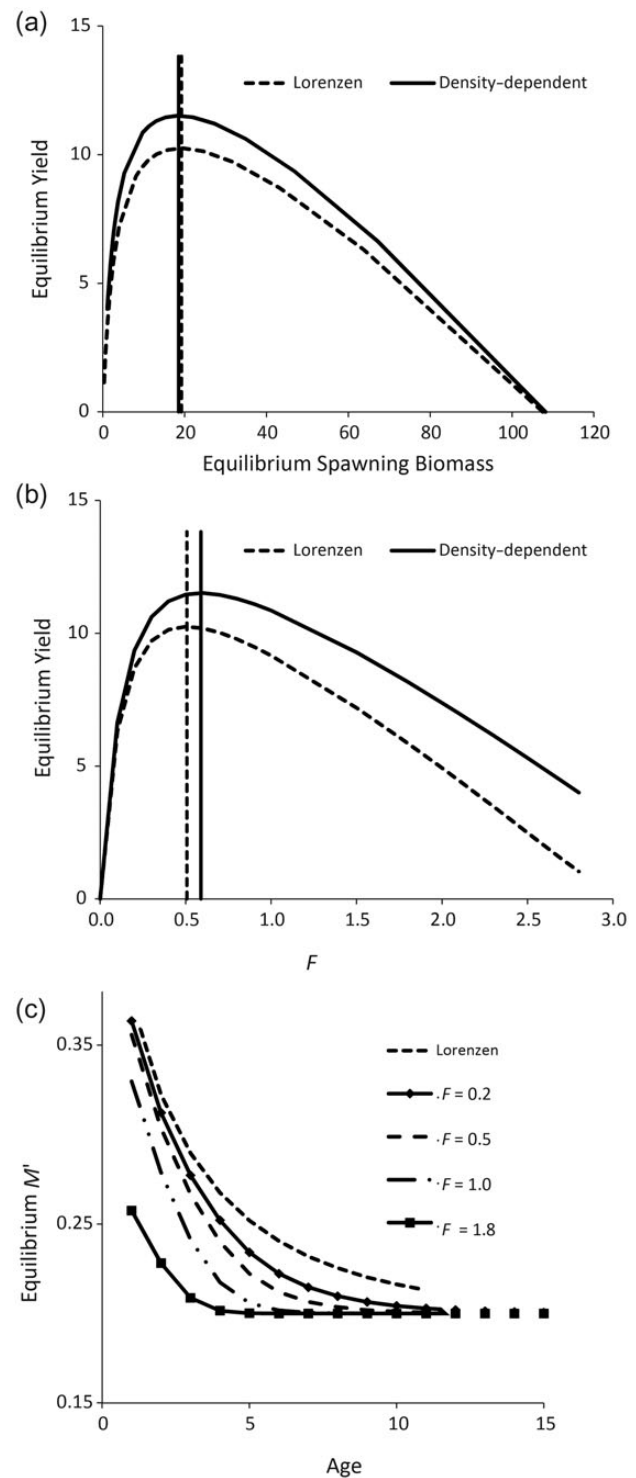 (a)
15
Lorenzen
Density-dependent
10
5
0
Equilibrium Yield
0 20 40 60 80 100 120
Equilibrium Spawning Biomass
(b)
15
Lorenzen
Density-dependent
10
5
0
Equilibrium Yield
0.0 0.5 1.0 1.5 2.0 2.5 3.0
F
(c)
0.35
Lorenzen
F = 0.2
F = 0.5
F = 1.0
F = 1.8
0.25
0.15
Equilibrium M'
0 5 10 15
Age